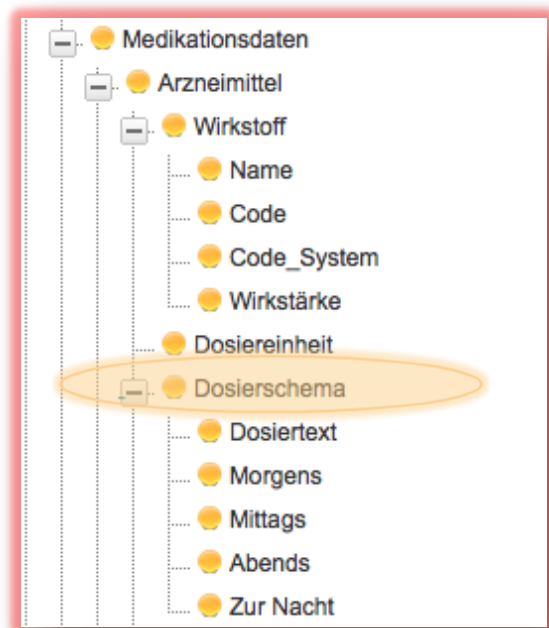 Medikationsdaten
Arzneimittel
Wirkstoff
Name
Code
Code_System
Wirkstärke
Dosiereinheit
Dosierschema
Dosiertext
Morgens
Mittags
Abends
Zur Nacht